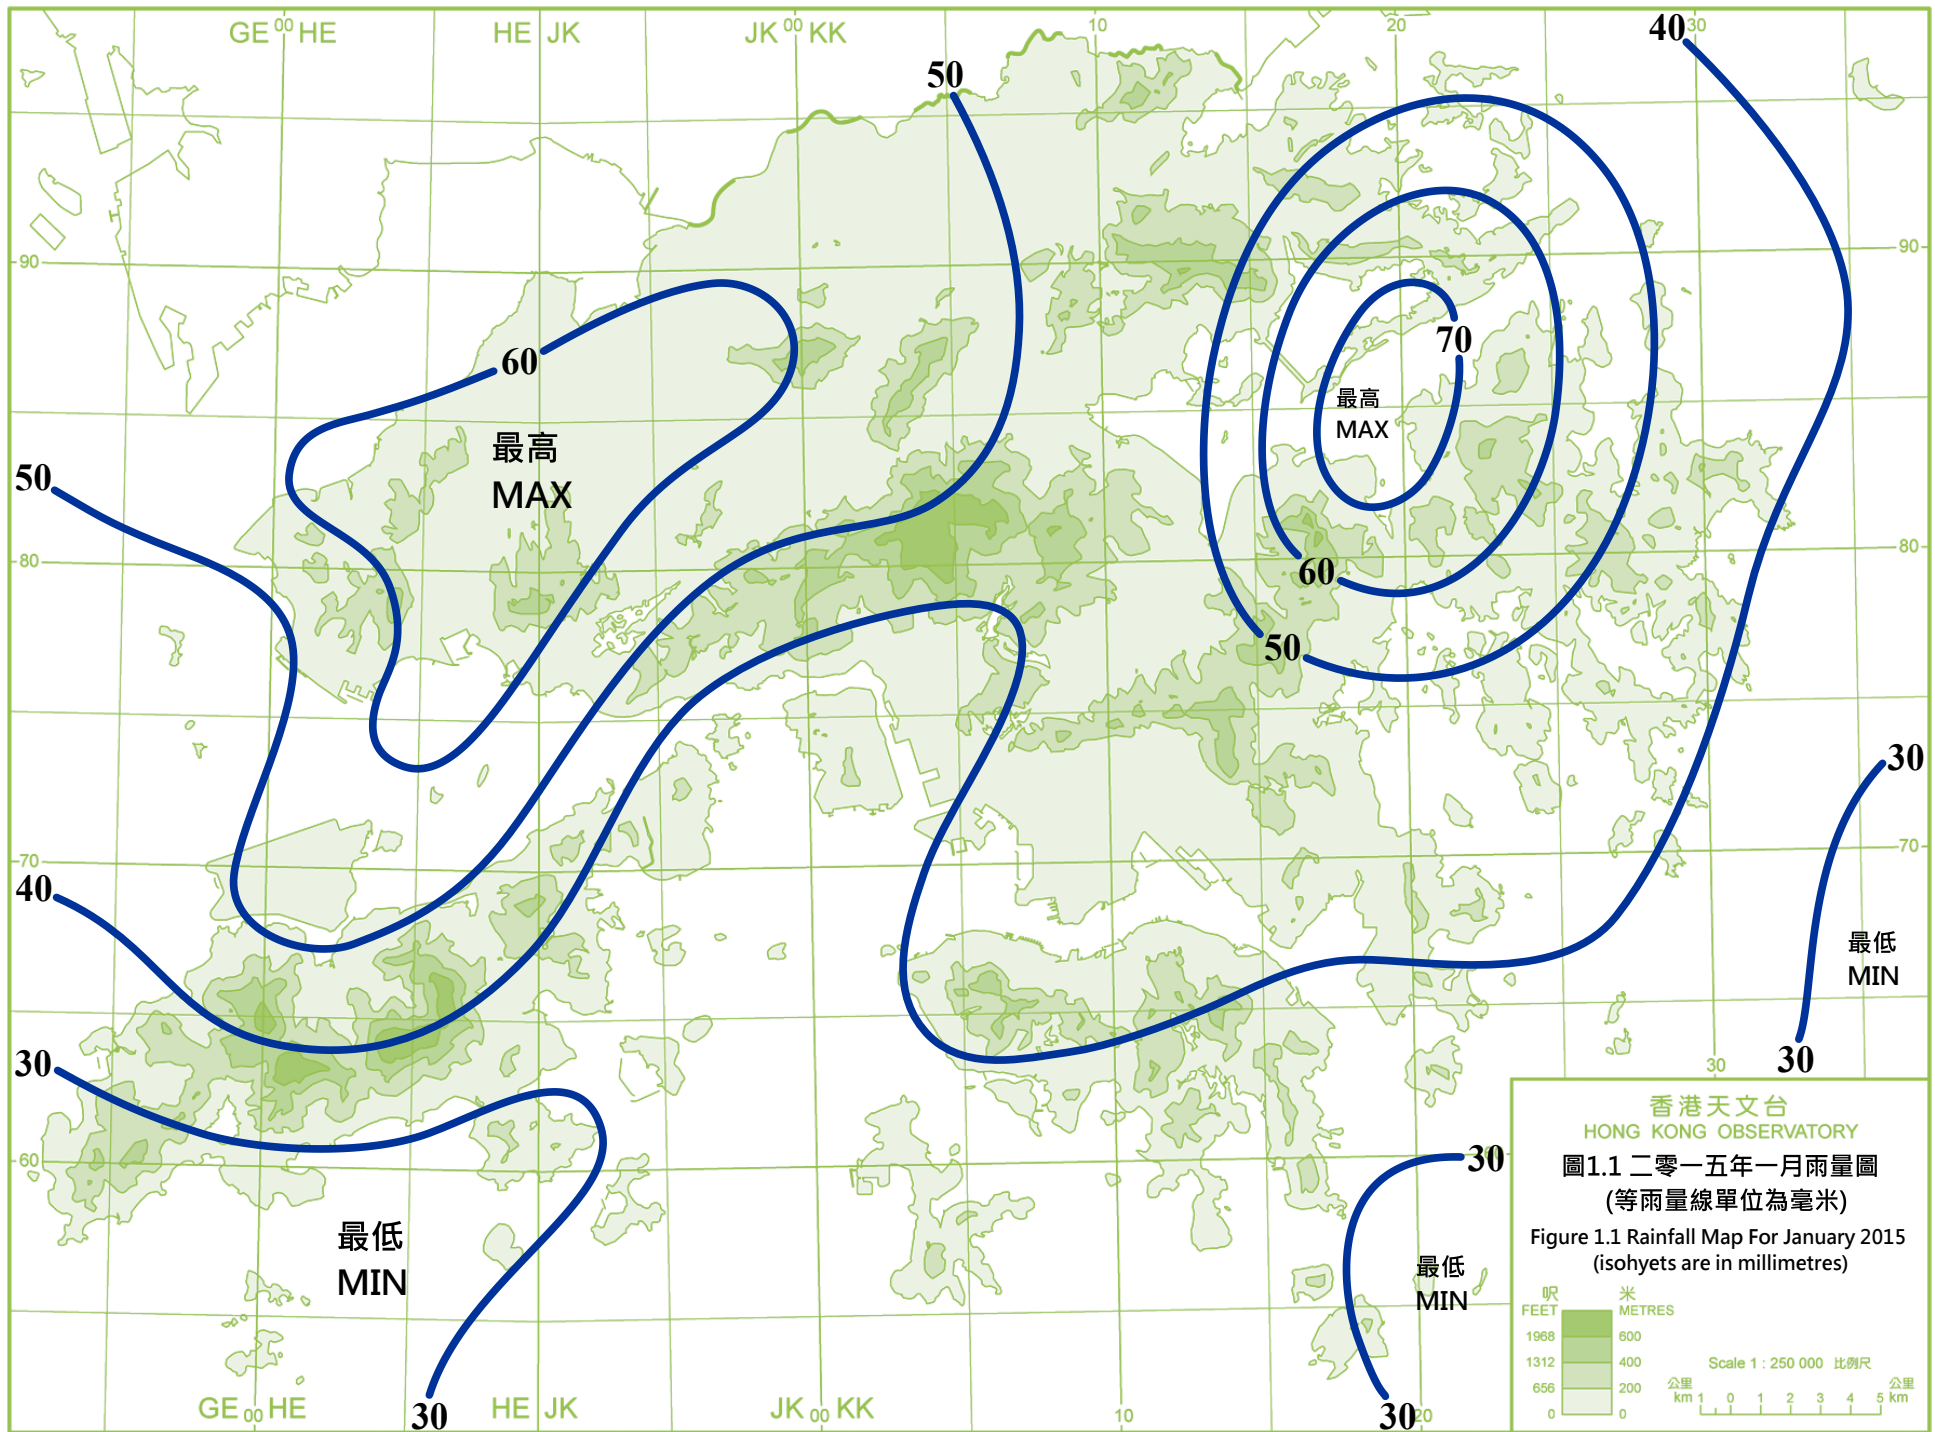 GE 00 HE
HE JK
JK 00 KK
10
20
30
40
50
90
90
60
70
最高
MAX
最高
MAX
50
80
80
60
50
30
70
70
40
最低
MIN
30
30
30
60
30
最低
MIN
最低
MIN
香港天文台
HONG KONG OBSERVATORY
圖1.1 二零一五年一月雨量圖
(等雨量線單位為毫米)
Figure 1.1 Rainfall Map For January 2015
(isohyets are in millimetres)
呎 米
FEET METRES
1968 600
1312 400
656 200
0 0
Scale 1 : 250 000 比例尺
公里 公里
km 1 0 1 2 3 4 5 km
GE 00 HE
30
HE JK
JK 00 KK
10
30
20